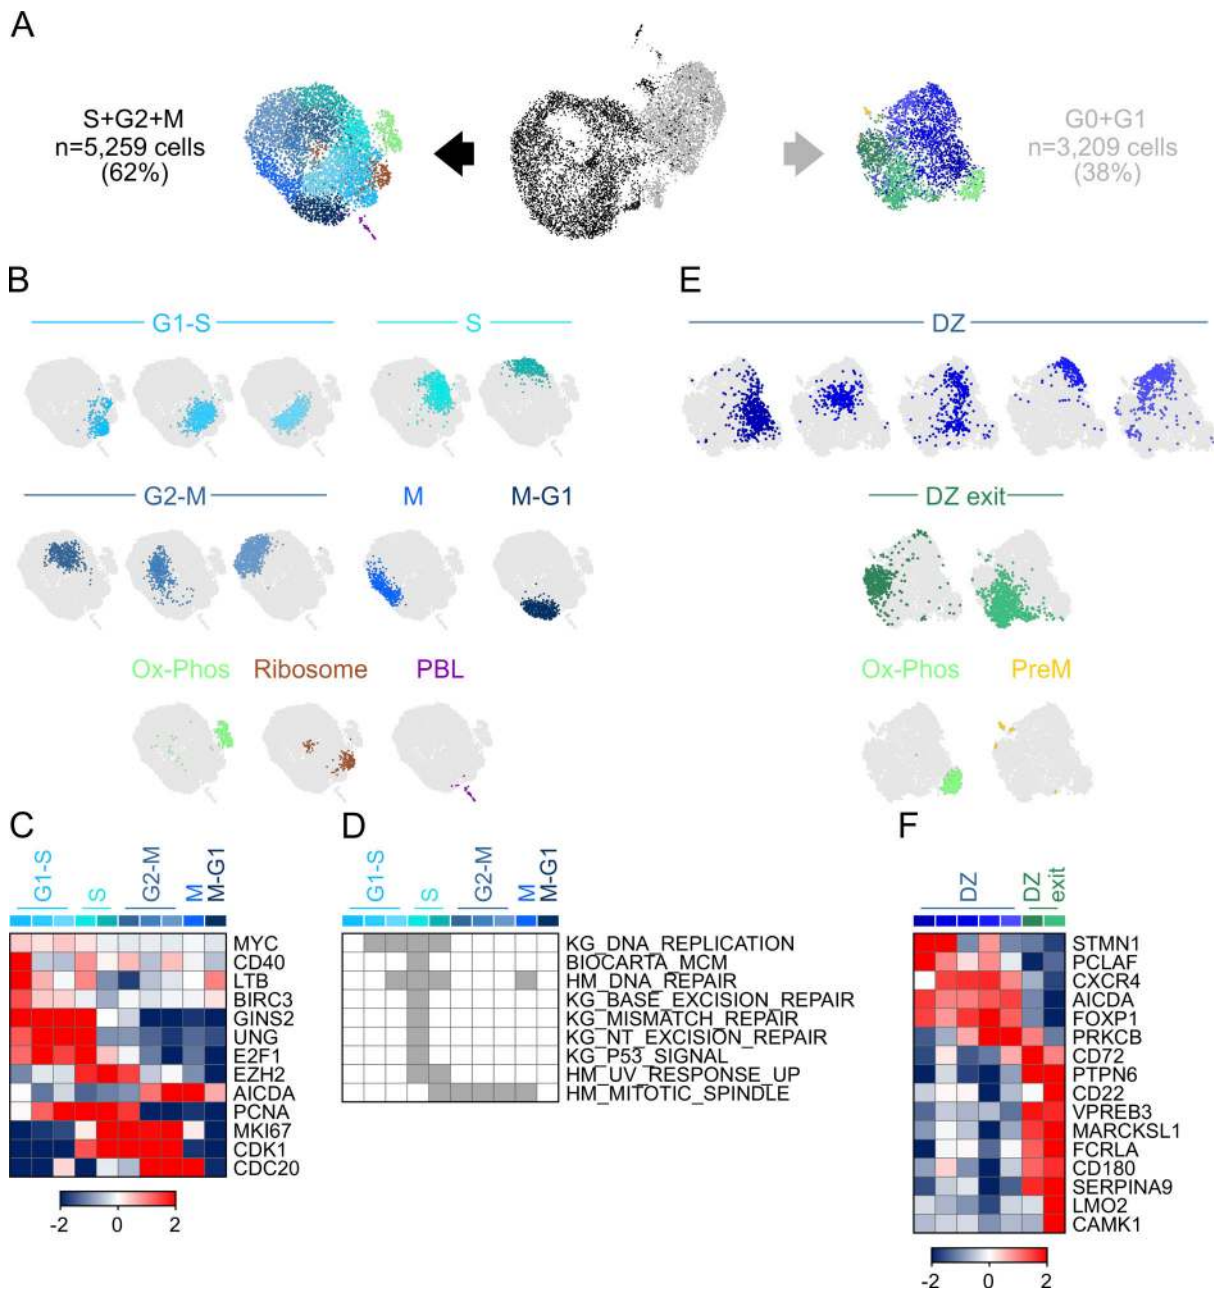 A
S+G2+M
n=5,259 cells
(62%)
G0+G1
n=3,209 cells
(38%)
B
G1-S
S
G2-M
M
M-G1
Ox-Phos
Ribosome
PBL
E
DZ
DZ exit
Ox-Phos
PreM
C
G1-S
S
G2-M
M
M-G1
MYC
CD40
LTB
BIRC3
GINS2
UNG
E2F1
EZH2
AICDA
PCNA
MKI67
CDK1
CDC20
-2 0 2
D
G1-S
S
G2-M
M
M-G1
KG_DNA_REPLICATION
BIOCARTA_MCM
HM_DNA_REPAIR
KG_BASE_EXCISION_REPAIR
KG_MISMATCH_REPAIR
KG_NT_EXCISION_REPAIR
KG_P53_SIGNAL
HM_UV_RESPONSE_UP
HM_MITOTIC_SPINDLE
F
DZ
DZ
exit
STMN1
PCLAF
CXCR4
AICDA
FOXP1
PRKCB
CD72
PTPN6
CD22
VPREB3
MARCKSL1
FCRLA
CD180
SERPINA9
LMO2
CAMK1
-2 0 2